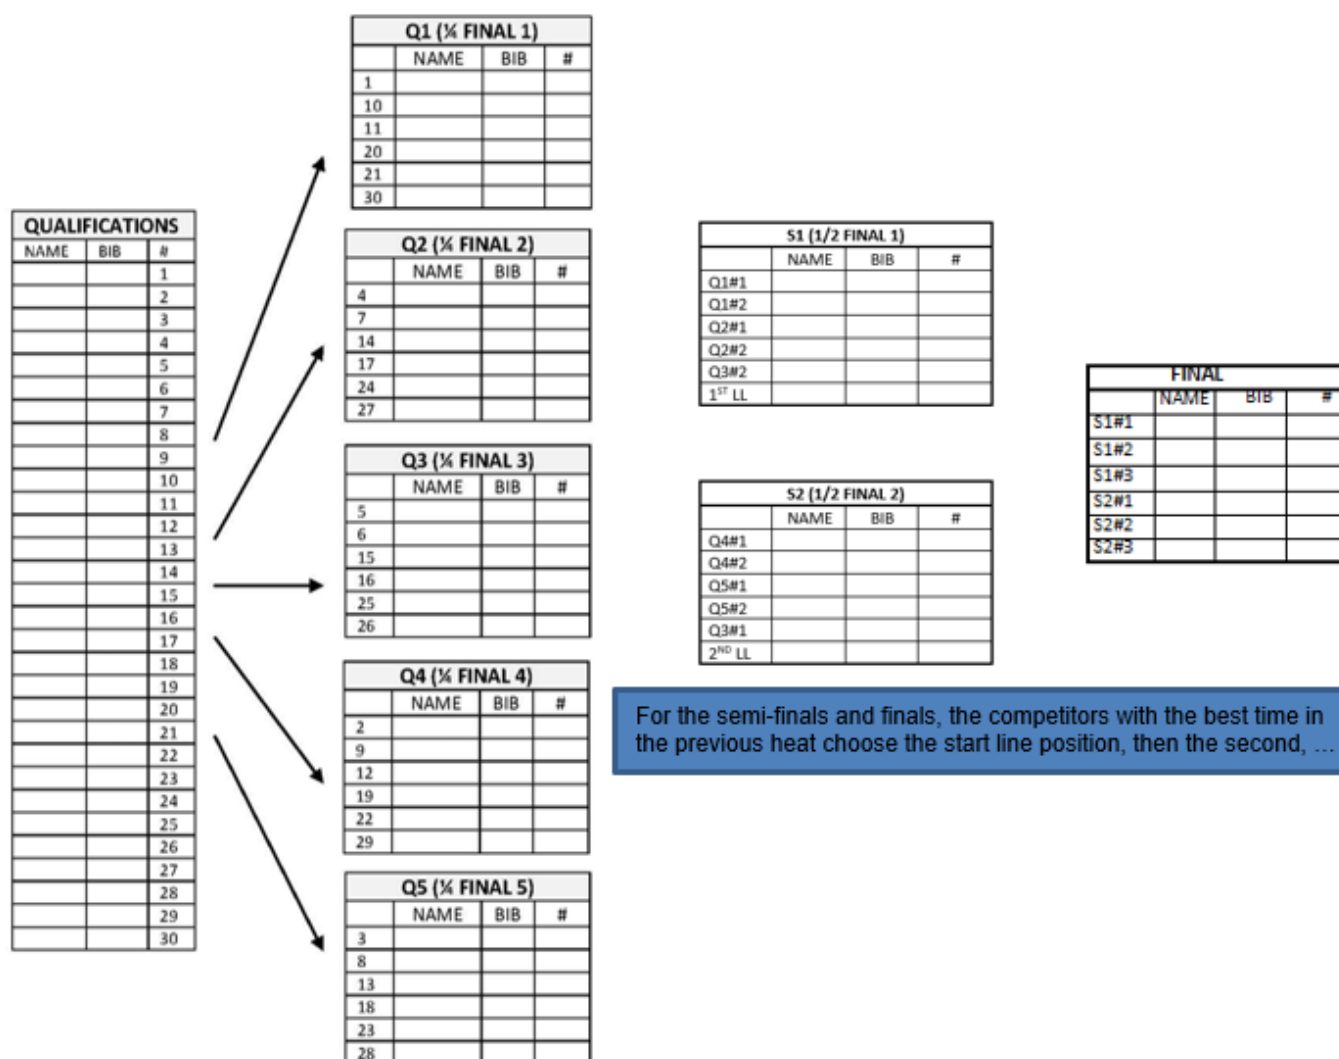 QUALIFICATIONS
NAME BIB #
1
2
3
4
5
6
7
8
9
10
11
12
13
14
15
16
17
18
19
20
21
22
23
24
25
26
27
28
29
30
Q1 (¼ FINAL 1)
NAME BIB #
1
10
11
20
21
30
Q2 (¼ FINAL 2)
NAME BIB #
4
7
14
17
24
27
Q3 (¼ FINAL 3)
NAME BIB #
5
6
15
16
25
26
Q4 (¼ FINAL 4)
NAME BIB #
2
9
12
19
22
29
Q5 (¼ FINAL 5)
NAME BIB #
3
8
13
18
23
28
S1 (1/2 FINAL 1)
NAME BIB #
Q1#1
Q1#2
Q2#1
Q2#2
Q3#2
1ST LL
S2 (1/2 FINAL 2)
NAME BIB #
Q4#1
Q4#2
Q5#1
Q5#2
Q3#1
2ND LL
FINAL
NAME BIB #
S1#1
S1#2
S1#3
S2#1
S2#2
S2#3
For the semi-finals and finals, the competitors with the best time in
the previous heat choose the start line position, then the second, ...